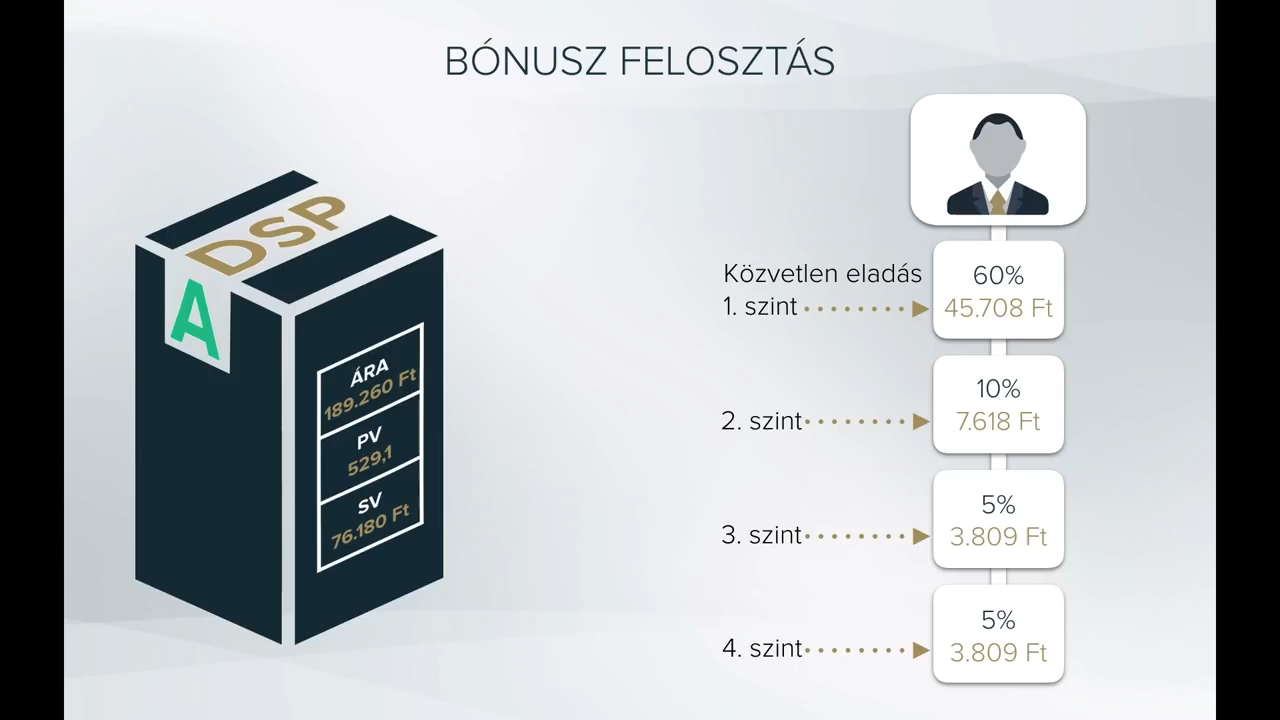 BÓNUSZ FELOSZTÁS
DSP
A
ÁRA
189.260 Ft
PV
529,1
SV
76.180 Ft
Közvetlen eladás
1. szint
60%
45.708 Ft
2. szint
10%
7.618 Ft
3. szint
5%
3.809 Ft
4. szint
5%
3.809 Ft